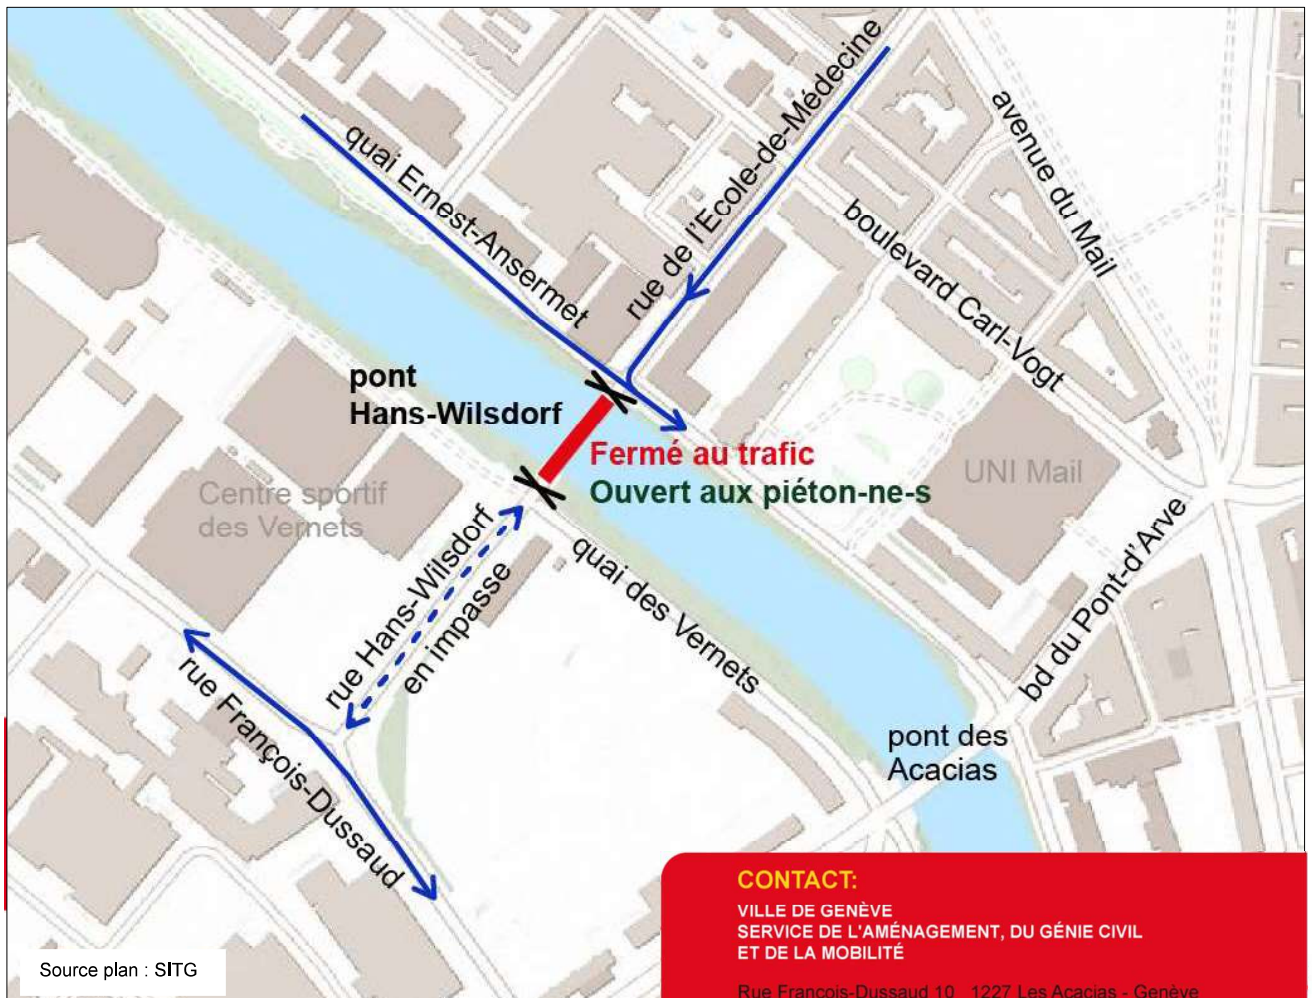 quai Ernest-Ansermet
rue de l'Ecole-de-Médecine
avenue du Mail
boulevard Carl-Vogt
pont
Hans-Wilsdorf
Fermé au trafic
Ouvert aux piéton-ne-s
UNI Mail
Centre sportif
des Vernets
rue Hans-Wilsdorf
en impasse
quai des Vernets
bd du Pont-d'Arve
rue François-Dussaud
pont des
Acacias
CONTACT:
VILLE DE GENÈVE
SERVICE DE L'AMÉNAGEMENT, DU GÉNIE CIVIL
ET DE LA MOBILITÉ
Rue François-Dussaud 10 1227 Les Acacias - Genève
Source plan : SITG